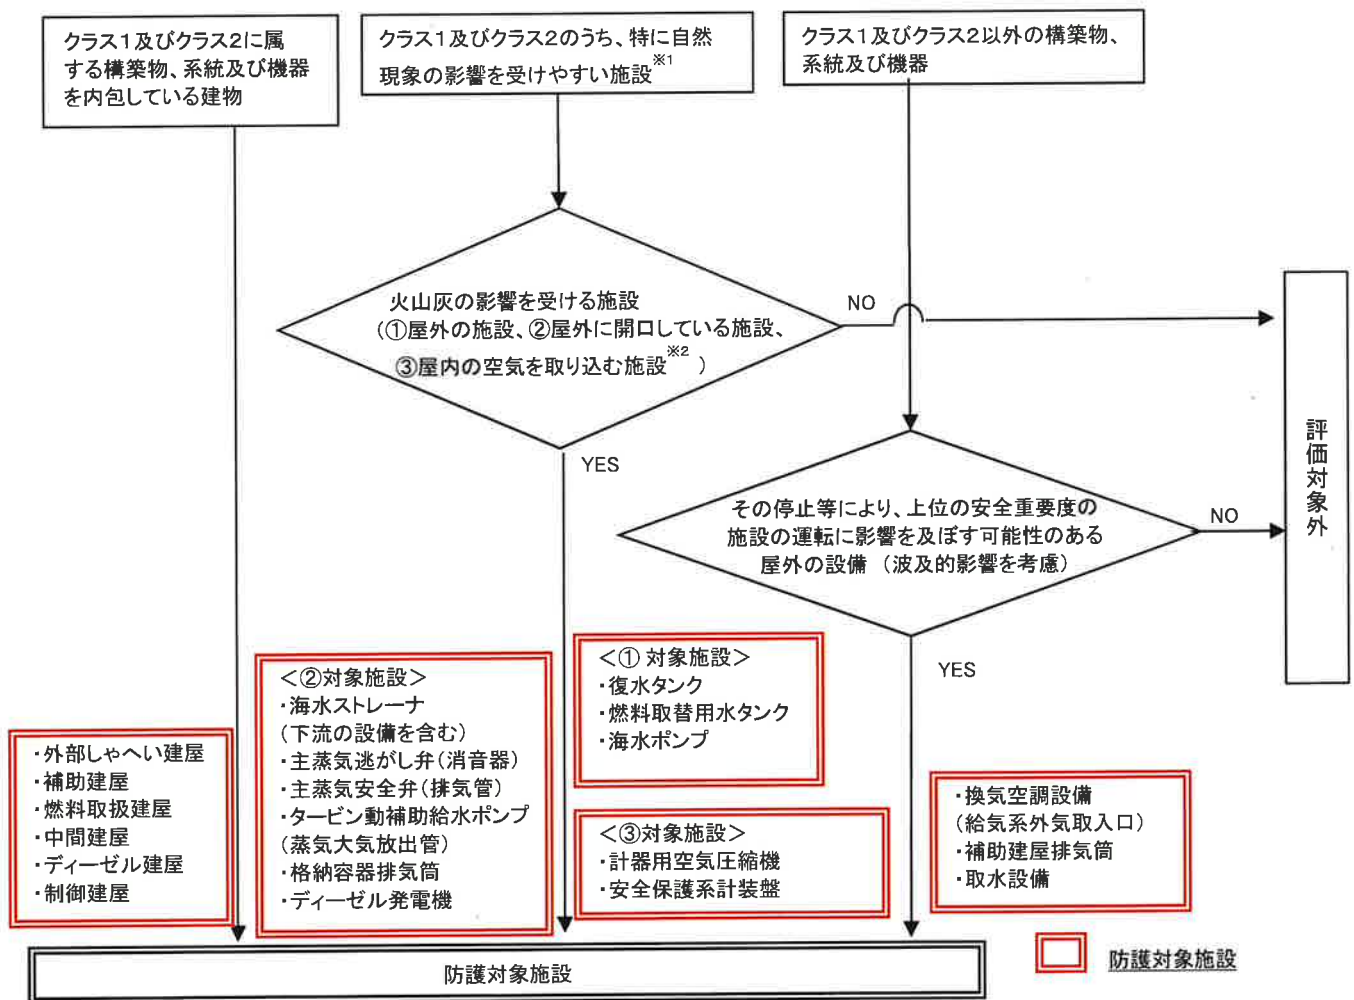 クラス1及びクラス2に属
する構築物、系統及び機器
を内包している建物
クラス1及びクラス2のうち、特に自然
現象の影響を受けやすい施設※1
クラス1及びクラス2以外の構築物、
系統及び機器
火山灰の影響を受ける施設
(①屋外の施設、②屋外に開口している施設、
③屋内の空気を取り込む施設※2 )
NO
YES
その停止等により、上位の安全重要度の
施設の運転に影響を及ぼす可能性のある
屋外の設備 (波及的影響を考慮)
NO
YES
評価対象外
・外部しゃへい建屋
・補助建屋
・燃料取扱建屋
・中間建屋
・ディーゼル建屋
・制御建屋
<②対象施設>
・海水ストレーナ
(下流の設備を含む)
・主蒸気逃がし弁(消音器)
・主蒸気安全弁(排気管)
・タービン動補助給水ポンプ
(蒸気大気放出管)
・格納容器排気筒
・ディーゼル発電機
<① 対象施設>
・復水タンク
・燃料取替用水タンク
・海水ポンプ
<③対象施設>
・計器用空気圧縮機
・安全保護系計装盤
・換気空調設備
(給気系外気取入口)
・補助建屋排気筒
・取水設備
防護対象施設
防護対象施設